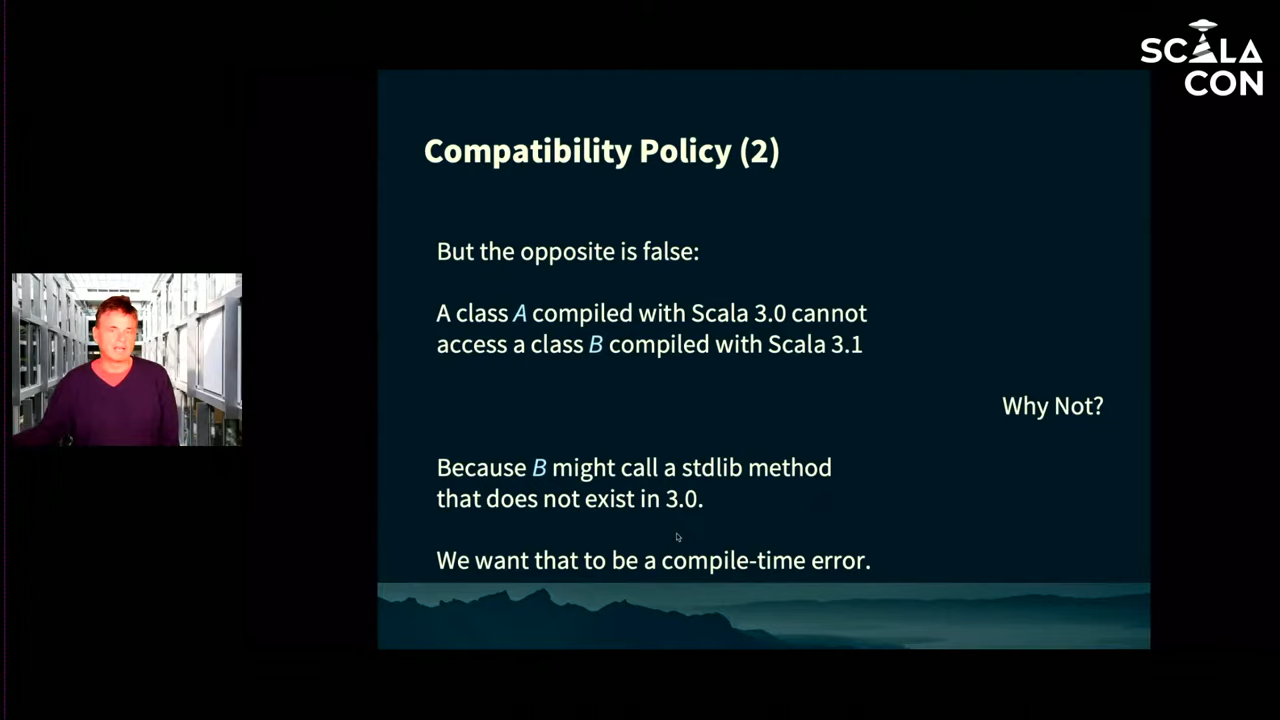 SCALA
CON
Compatibility Policy (2)
But the opposite is false:
A class A compiled with Scala 3.0 cannot
access a class B compiled with Scala 3.1
Why Not?
Because B might call a stdlib method
that does not exist in 3.0.
We want that to be a compile-time error.